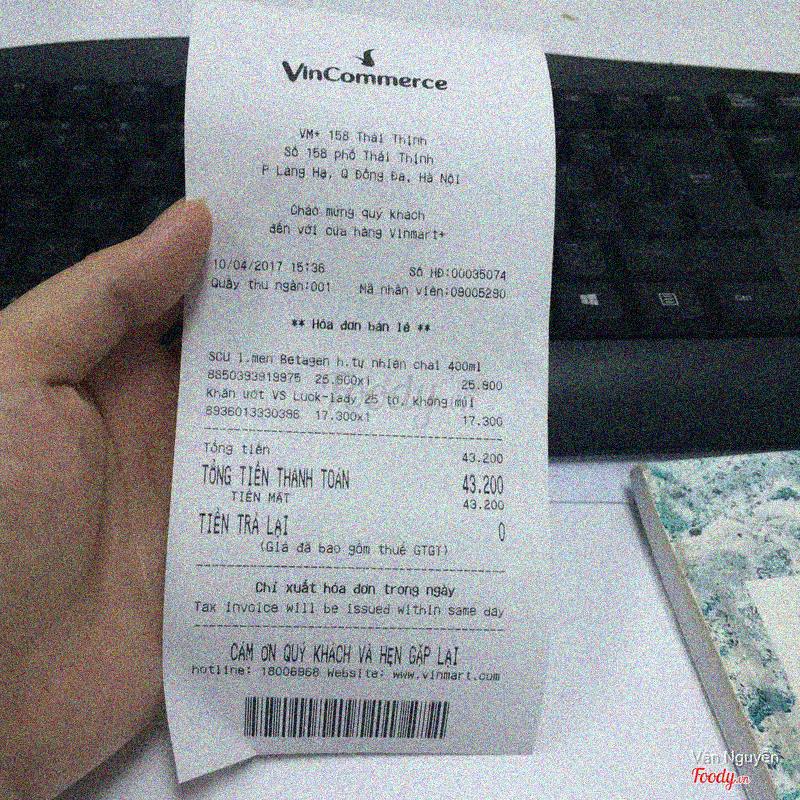 VinCommerce
VM+ 158 Thái Thịnh
Số 158 phố Thái Thịnh
P Láng Hạ, Q Đống Đa, Hà Nội
Chào mừng quý khách
đến với cửa hàng Vinmart+
10/04/2017 15:36 Số HĐ:00035074
Quầy thu ngân:001 Mã nhân viên:09005290
** Hóa đơn bán lẻ **
SCU l.men Betagen h.tự nhiên chai 400ml
8850393919975 25.900x1 25.900
Khăn ướt VS Luck-lady 25 tờ, không mùi
8936013330396 17.300x1 17.300
Tổng tiền 43.200
TỔNG TIỀN THANH TOÁN 43.200
TIỀN MẶT 43.200
TIỀN TRẢ LẠI 0
(Giá đã bao gồm thuế GTGT)
Chỉ xuất hóa đơn trong ngày
Tax invoice will be issued within same day
CẢM ƠN QUÝ KHÁCH VÀ HẸN GẶP LẠI
hotline: 18006968 Website: www.vinmart.com
Vân Nguyễn
Foody.vn